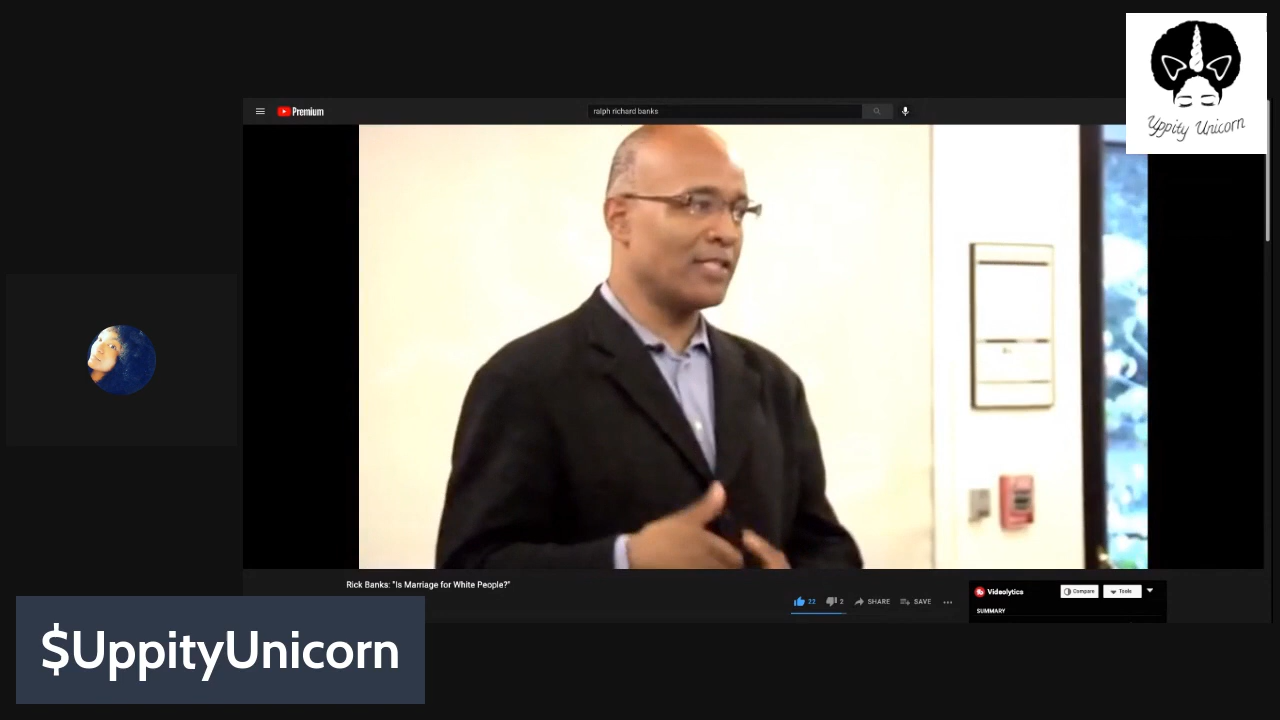 Premium
ralph richard banks
Uppity Unicorn
Rick Banks: "Is Marriage for White People?"
22
2
SHARE
SAVE
Videolytics
Compare
Tools
SUMMARY
$UppityUnicorn